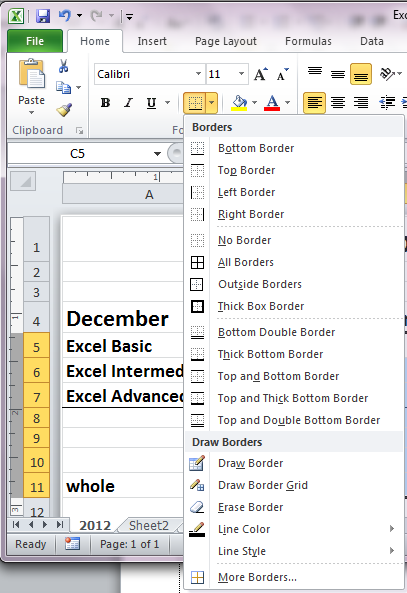 Exc
File Home Insert Page Layout Formulas Data
Calibri 11 A A
Paste B I U A
Clipboard Fo
C5
1
A
Borders
Bottom Border
Top Border
Left Border
Right Border
No Border
All Borders
Outside Borders
Thick Box Border
Bottom Double Border
Thick Bottom Border
Top and Bottom Border
Top and Thick Bottom Border
Top and Double Bottom Border
Draw Borders
Draw Border
Draw Border Grid
Erase Border
Line Color
Line Style
More Borders...
1
2
3
4 December
5 Excel Basic
6 Excel Intermed
7 Excel Advanced
8
9
10
11 whole
12
2012 Sheet2
Ready Page: 1 of 1